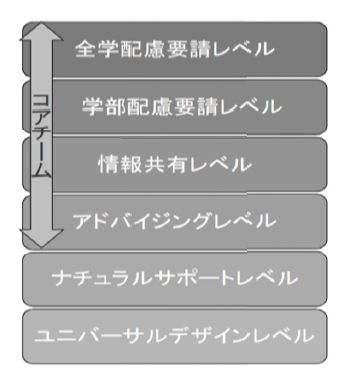 全学配慮要請レベル
学部配慮要請レベル
コアチーム
情報共有レベル
アドバイジングレベル
ナチュラルサポートレベル
ユニバーサルデザインレベル